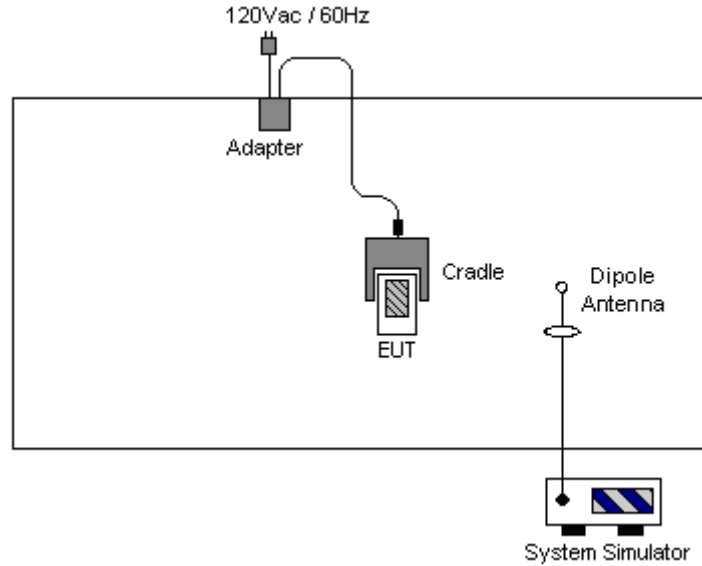 120Vac / 60Hz
Adapter
Cradle
EUT
Dipole
Antenna
System Simulator